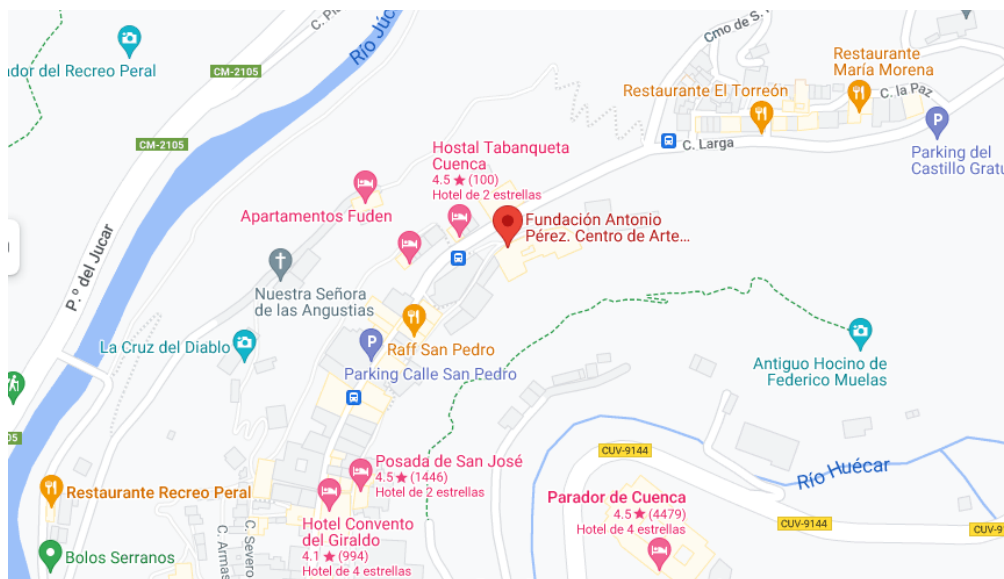 C. Pi
Río Júcar
ador del Recreo Peral
CM-2105
CM-2105
Cmo de S.
Restaurante
María Morena
Restaurante El Torreón
C. la Paz
P
Parking del
Castillo Gratu
C. Larga
Hostal Tabanqueta
Cuenca
4.5 ★ (100)
Hotel de 2 estrellas
Apartamentos Fuden
Fundación Antonio
Pérez. Centro de Arte...
P.º del Jucar
Nuestra Señora
de las Angustias
La Cruz del Diablo
Raff San Pedro
P
Parking Calle San Pedro
Antiguo Hocino de
Federico Muelas
05
CUV-9144
Río Huécar
Posada de San José
4.5 ★ (1446)
Hotel de 2 estrellas
Restaurante Recreo Peral
Hotel Convento
del Giraldo
4.1 ★ (994)
Hotel de 4 estrellas
Parador de Cuenca
4.5 ★ (4479)
Hotel de 4 estrellas
CUV-9144
CUV-9
C. Severo
C. Armas
Bolos Serranos